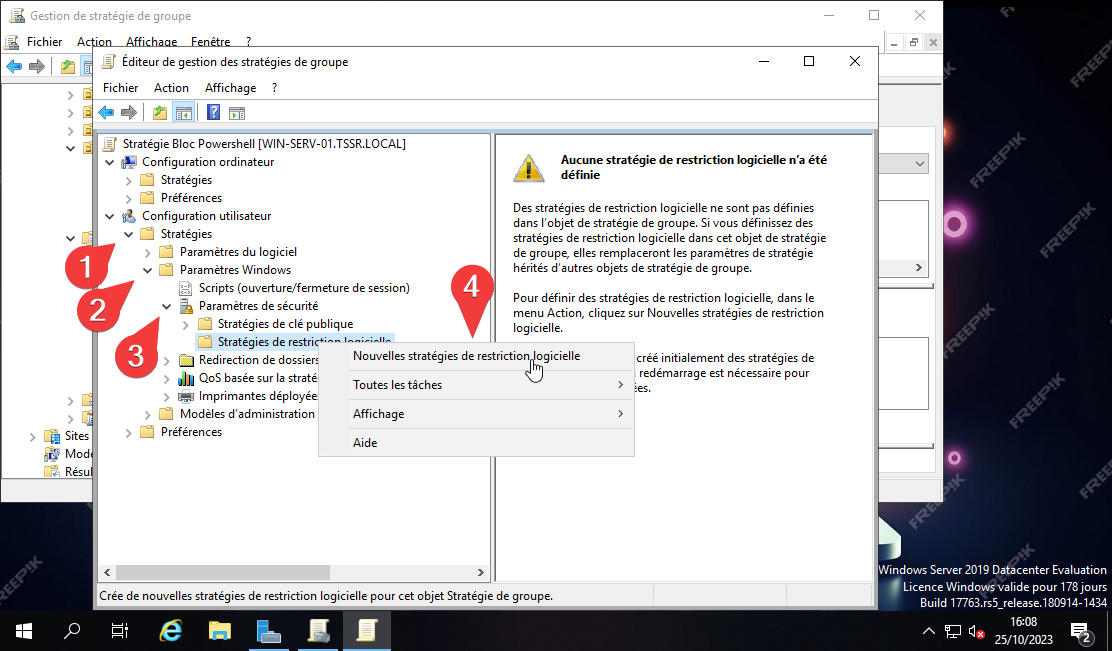 Gestion de stratégie de groupe
Fichier Action Affichage Fenêtre ?
Éditeur de gestion des stratégies de groupe
Fichier Action Affichage ?
Stratégie Bloc Powershell [WIN-SERV-01.TSSR.LOCAL]
Configuration ordinateur
Stratégies
Préférences
Configuration utilisateur
Stratégies
Paramètres du logiciel
Paramètres Windows
Scripts (ouverture/fermeture de session)
Paramètres de sécurité
Stratégies de clé publique
Stratégies de restriction logicielle
Redirection de dossiers
QoS basée sur la straté
Imprimantes déployée
Modèles d’administration
Préférences
1
2
3
4
Nouvelles stratégies de restriction logicielle
Toutes les tâches
Affichage
Aide
Aucune stratégie de restriction logicielle n’a été
définie
Des stratégies de restriction logicielle ne sont pas définies
dans l’objet de stratégie de groupe. Si vous définissez des
stratégies de restriction logicielle dans cet objet de stratégie
de groupe, elles remplaceront les paramètres de stratégie
hérités d’autres objets de stratégie de groupe.
Pour définir des stratégies de restriction logicielle, dans le
menu Action, cliquez sur Nouvelles stratégies de restriction
logicielle.
créé initialement des stratégies de
redémarrage est nécessaire pour
Sites
Modè
Résul
Crée de nouvelles stratégies de restriction logicielle pour cet objet Stratégie de groupe.
FREEPIK
FREEPIK
FREEPIK
FREEPIK
FREEPIK
FREEPIK
FREEPIK
Windows Server 2019 Datacenter Evaluation
Licence Windows valide pour 178 jours
Build 17763.rs5_release.180914-1434
16:08
25/10/2023
2